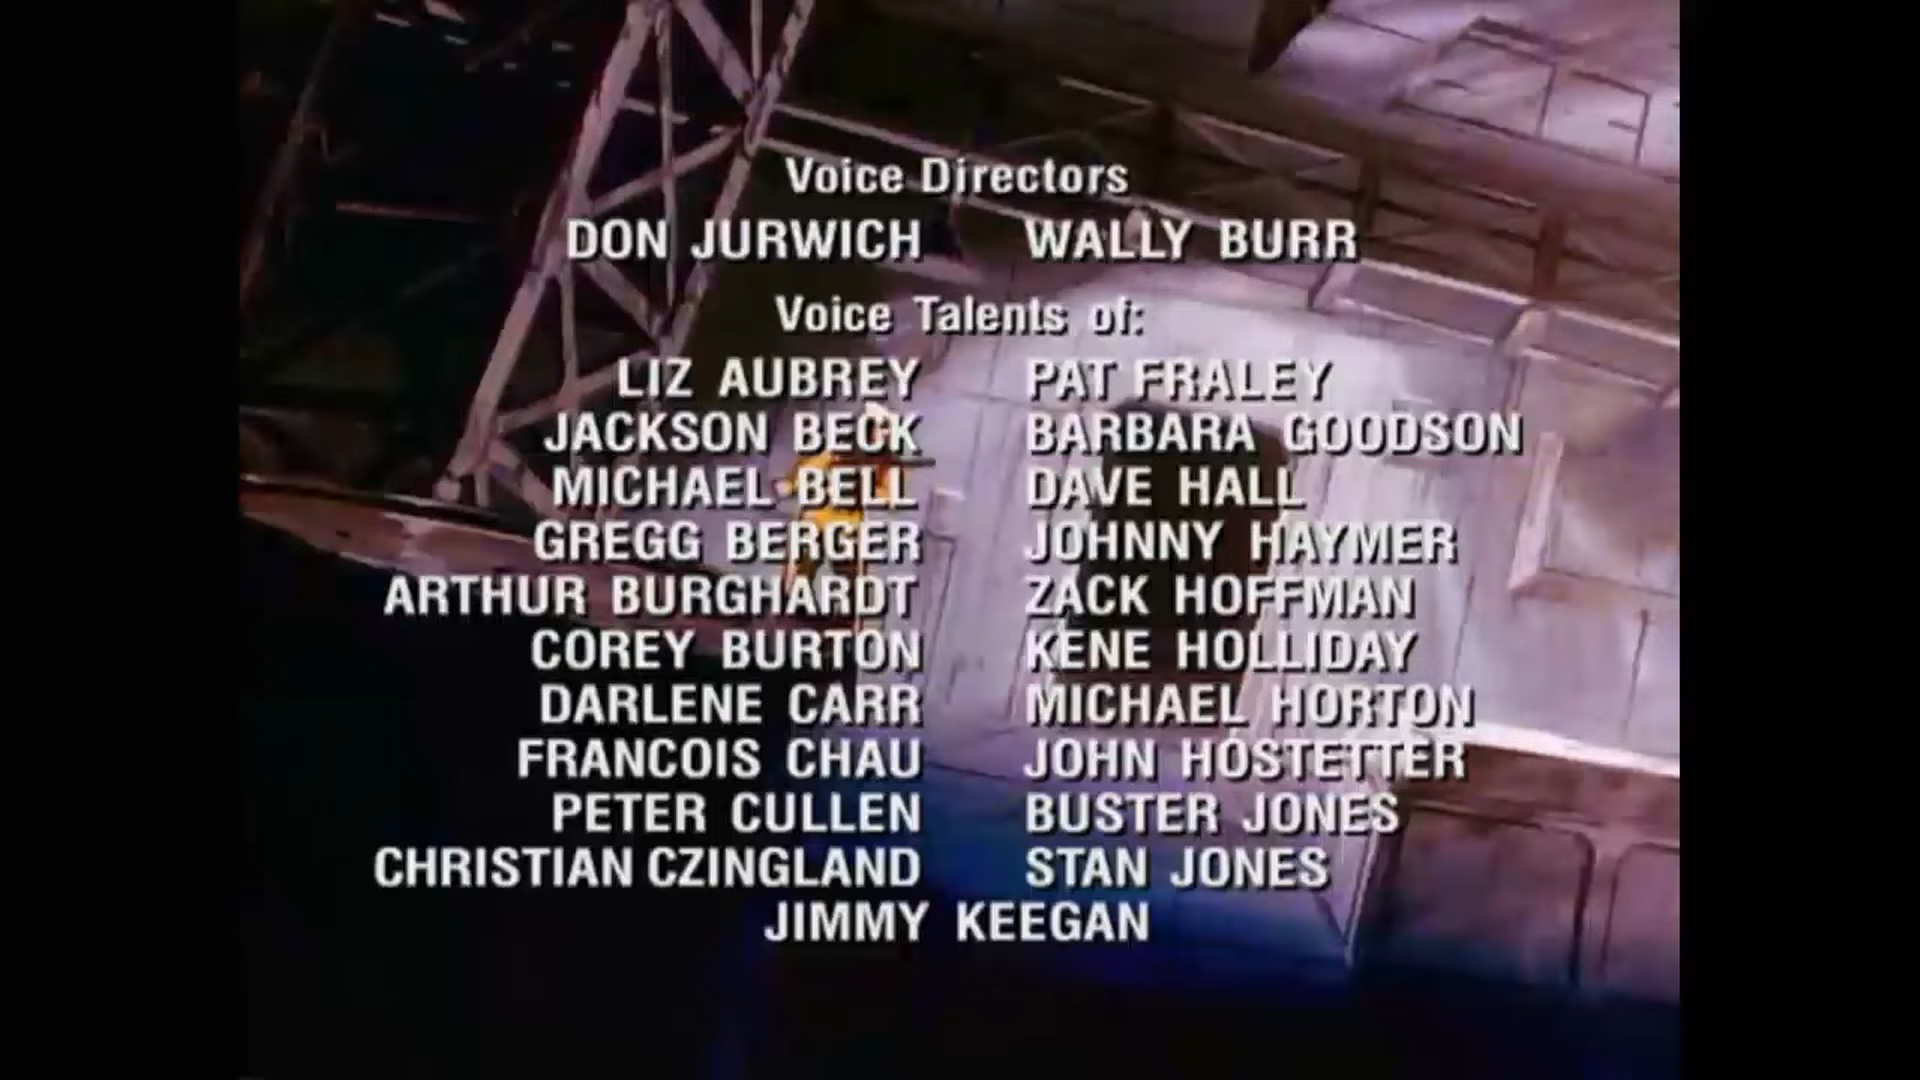 Voice Directors
DON JURWICH WALLY BURR
Voice Talents of:
LIZ AUBREY PAT FRALEY
JACKSON BECK BARBARA GOODSON
MICHAEL BELL DAVE HALL
GREGG BERGER JOHNNY HAYMER
ARTHUR BURGHARDT ZACK HOFFMAN
COREY BURTON KENE HOLLIDAY
DARLENE CARR MICHAEL HORTON
FRANCOIS CHAU JOHN HOSTETTER
PETER CULLEN BUSTER JONES
CHRISTIAN CZINGLAND STAN JONES
JIMMY KEEGAN